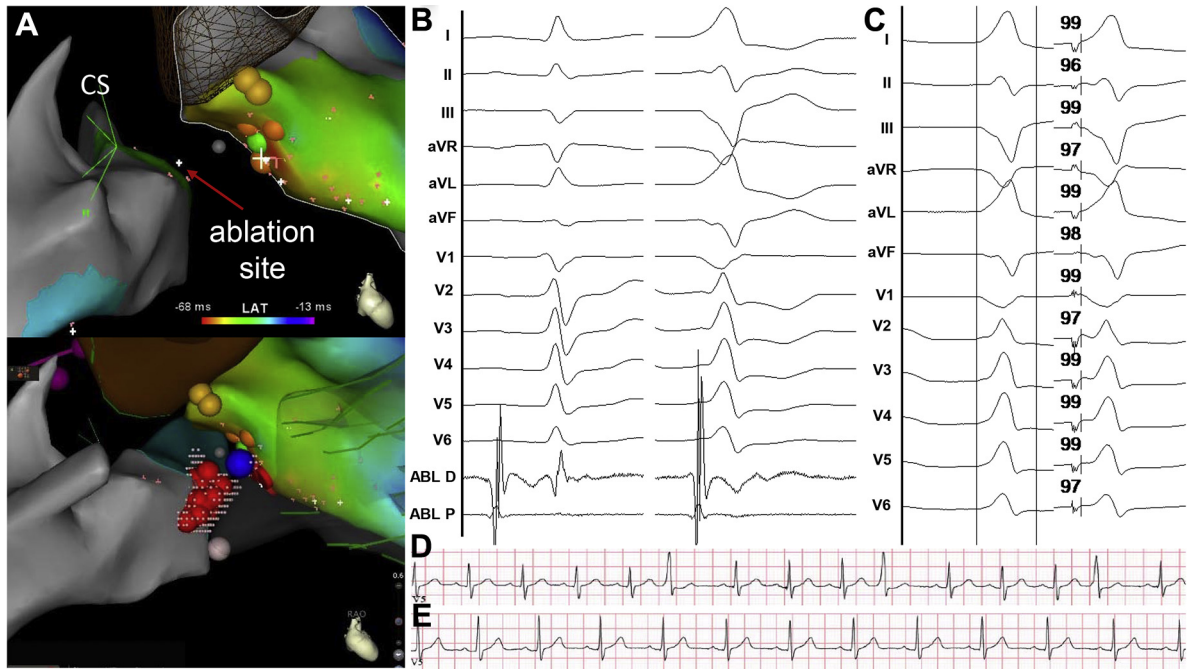 A
CS
ablation
site
-68 ms LAT -13 ms
RAO
0.6
B
I
II
III
aVR
aVL
aVF
V1
V2
V3
V4
V5
V6
ABL D
ABL P
C
I
II
III
aVR
aVL
aVF
V1
V2
V3
V4
V5
V6
99
96
99
97
99
98
99
97
99
99
99
97
D
V5
E
V5